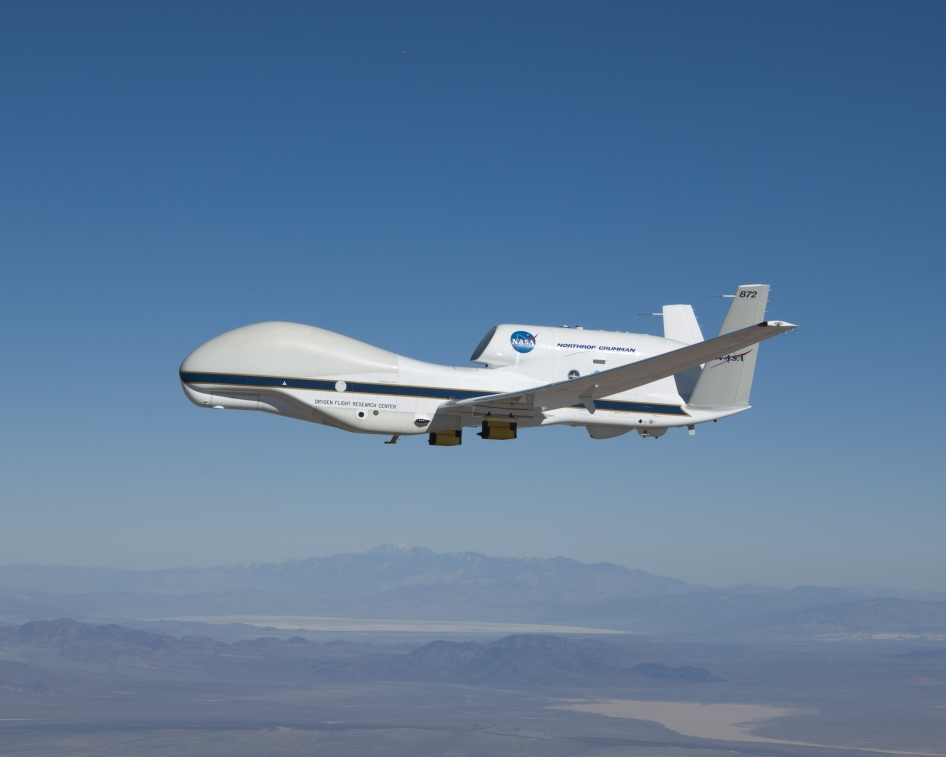 872
NASA
NORTHROP GRUMMAN
NASA
DRYDEN FLIGHT RESEARCH CENTER